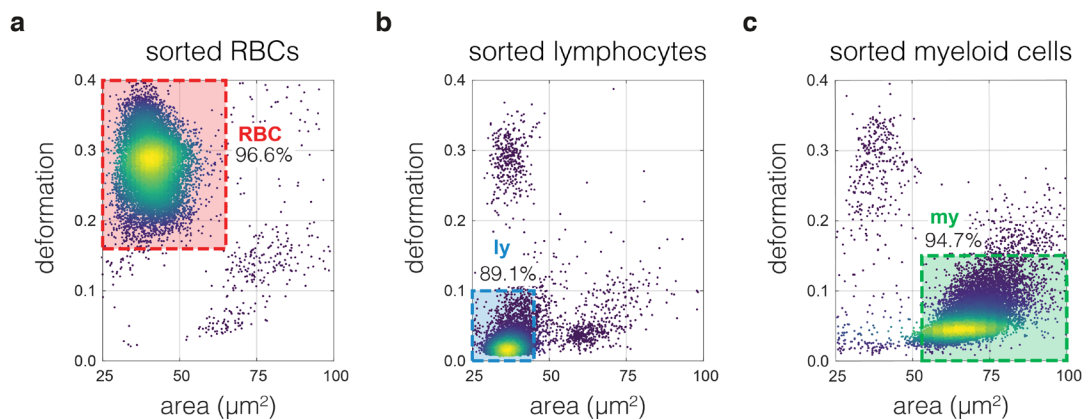 a
sorted RBCs
deformation
0.4
0.3
0.2
0.1
0.0
RBC
96.6%
25
50
75
100
area (µm²)
b
sorted lymphocytes
deformation
0.4
0.3
0.2
0.1
0.0
ly
89.1%
25
50
75
100
area (µm²)
c
sorted myeloid cells
deformation
0.4
0.3
0.2
0.1
0.0
my
94.7%
25
50
75
100
area (µm²)